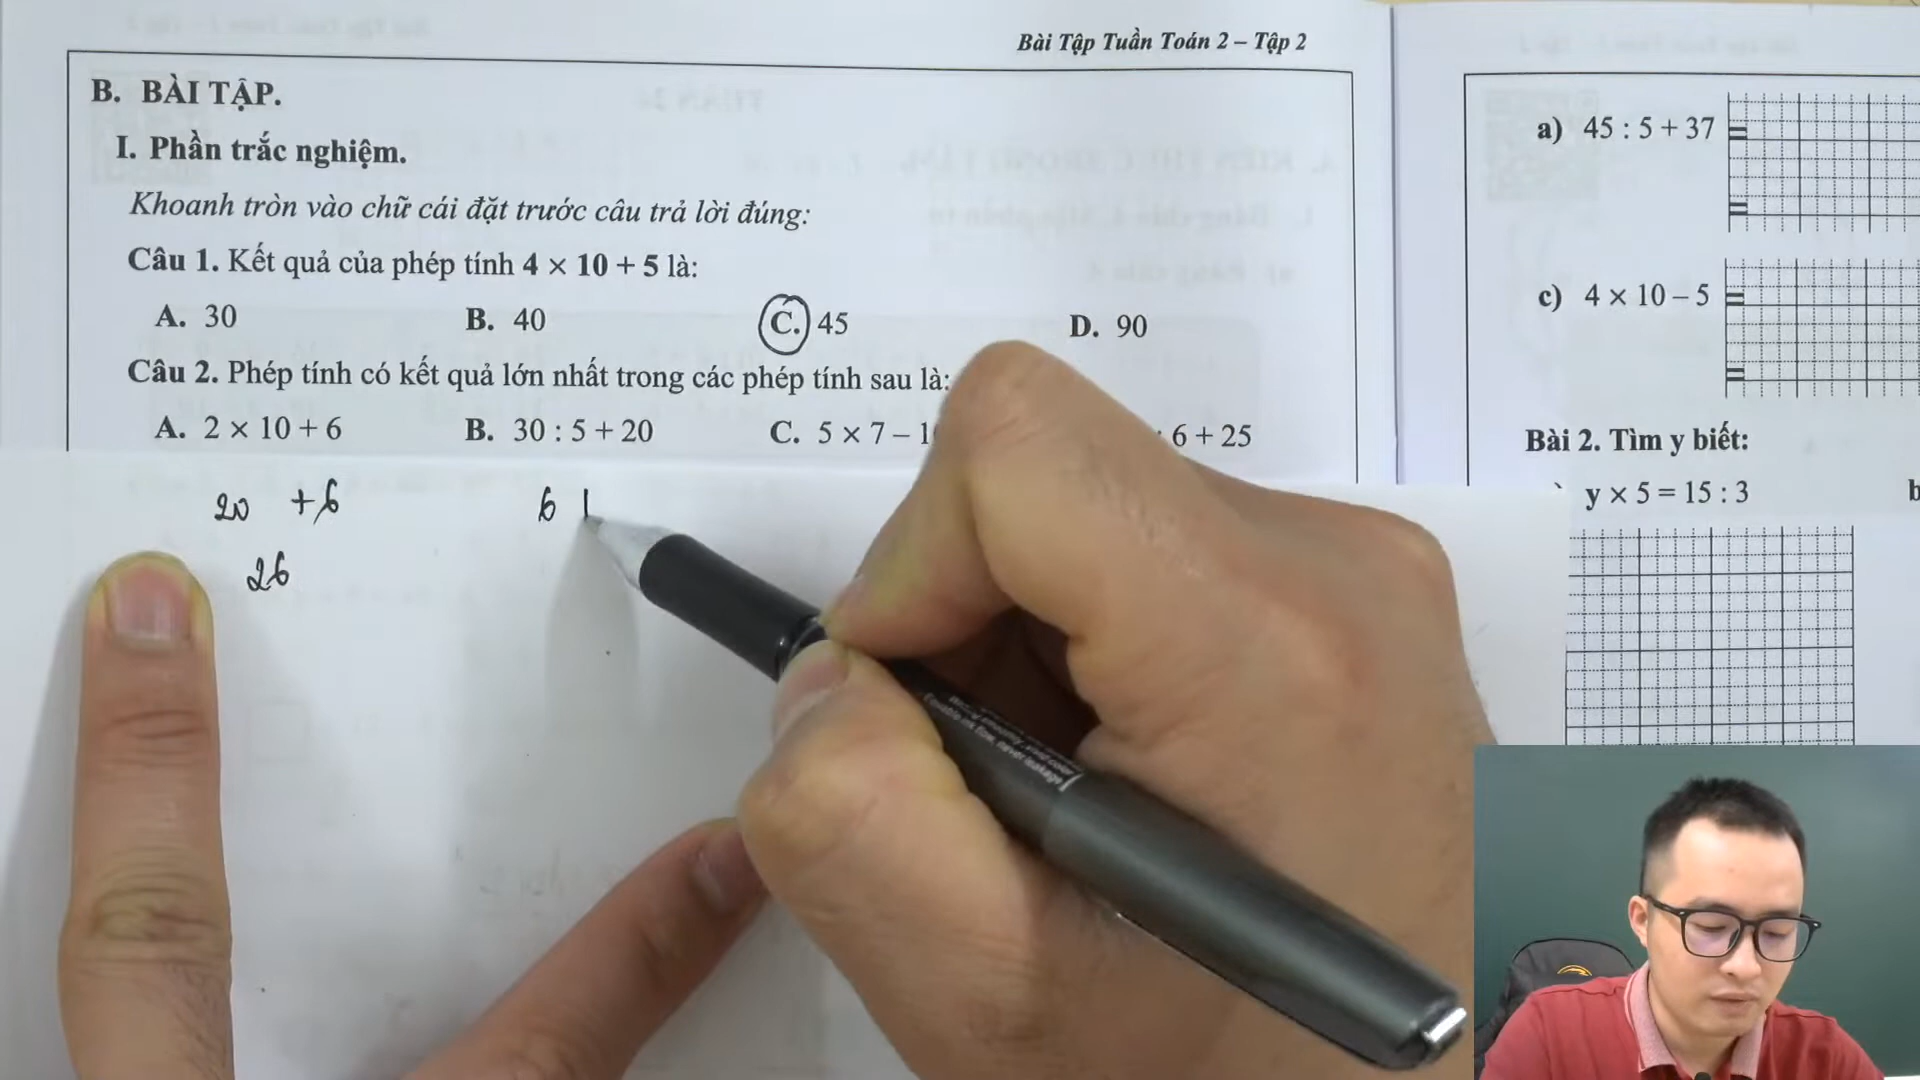 Bài Tập Tuần Toán 2 – Tập 2
B. BÀI TẬP.
I. Phần trắc nghiệm.
Khoanh tròn vào chữ cái đặt trước câu trả lời đúng:
Câu 1. Kết quả của phép tính 4 × 10 + 5 là:
A. 30 B. 40 C. 45 D. 90
Câu 2. Phép tính có kết quả lớn nhất trong các phép tính sau là:
A. 2 × 10 + 6 B. 30 : 5 + 20 C. 5 × 7 – 1 : 6 + 25
20 + 6 6
26
a) 45 : 5 + 37 =
=
c) 4 × 10 – 5 =
=
Bài 2. Tìm y biết:
y × 5 = 15 : 3 b